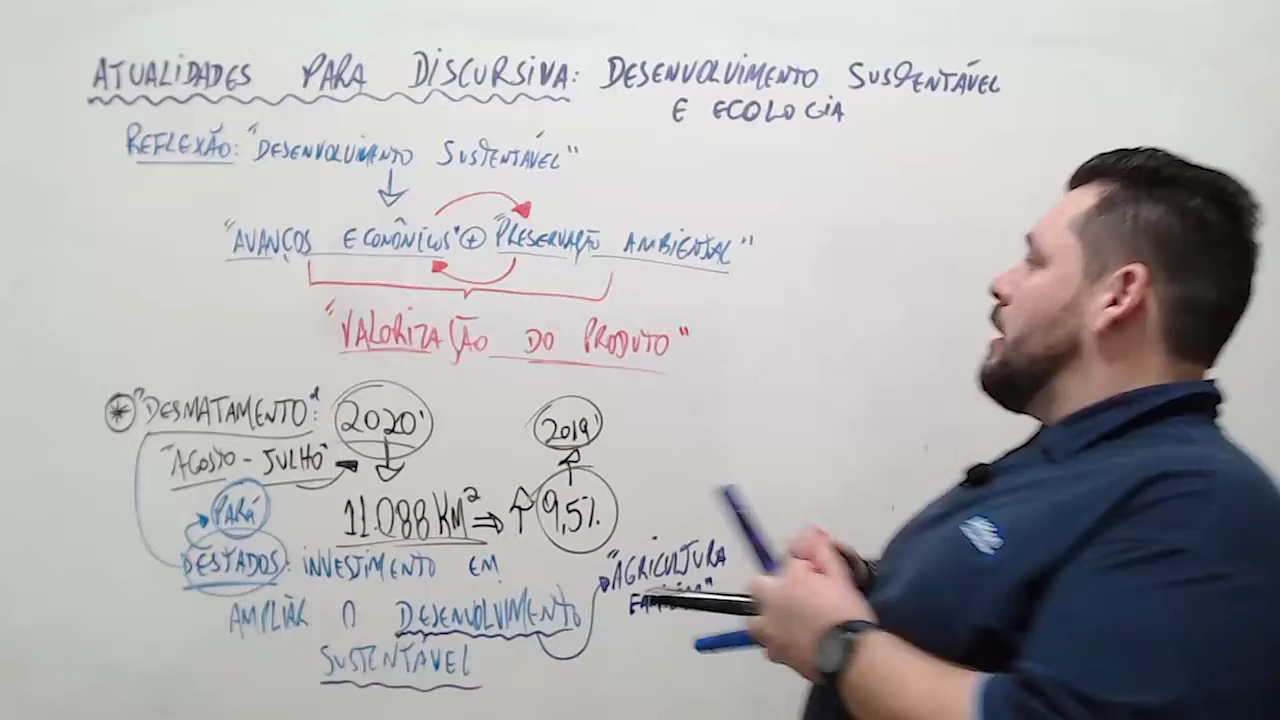 ATUALIDADES PARA DISCURSIVA: DESENVOLVIMENTO SUSTENTÁVEL
E ECOLOGIA
REFLEXÃO: "DESENVOLVIMENTO SUSTENTÁVEL"
"AVANÇOS ECONÔMICOS" + "PRESERVAÇÃO AMBIENTAL"
"VALORIZAÇÃO DO PRODUTO"
* "DESMATAMENTO": 2020 2019
"AGOSTO - JULHO"
PARÁ 11.088 KM² ⇒ ↑ 9,5%
ESTADOS: INVESTIMENTO EM "AGRICULTURA
AMPLIAR O DESENVOLVIMENTO
SUSTENTÁVEL